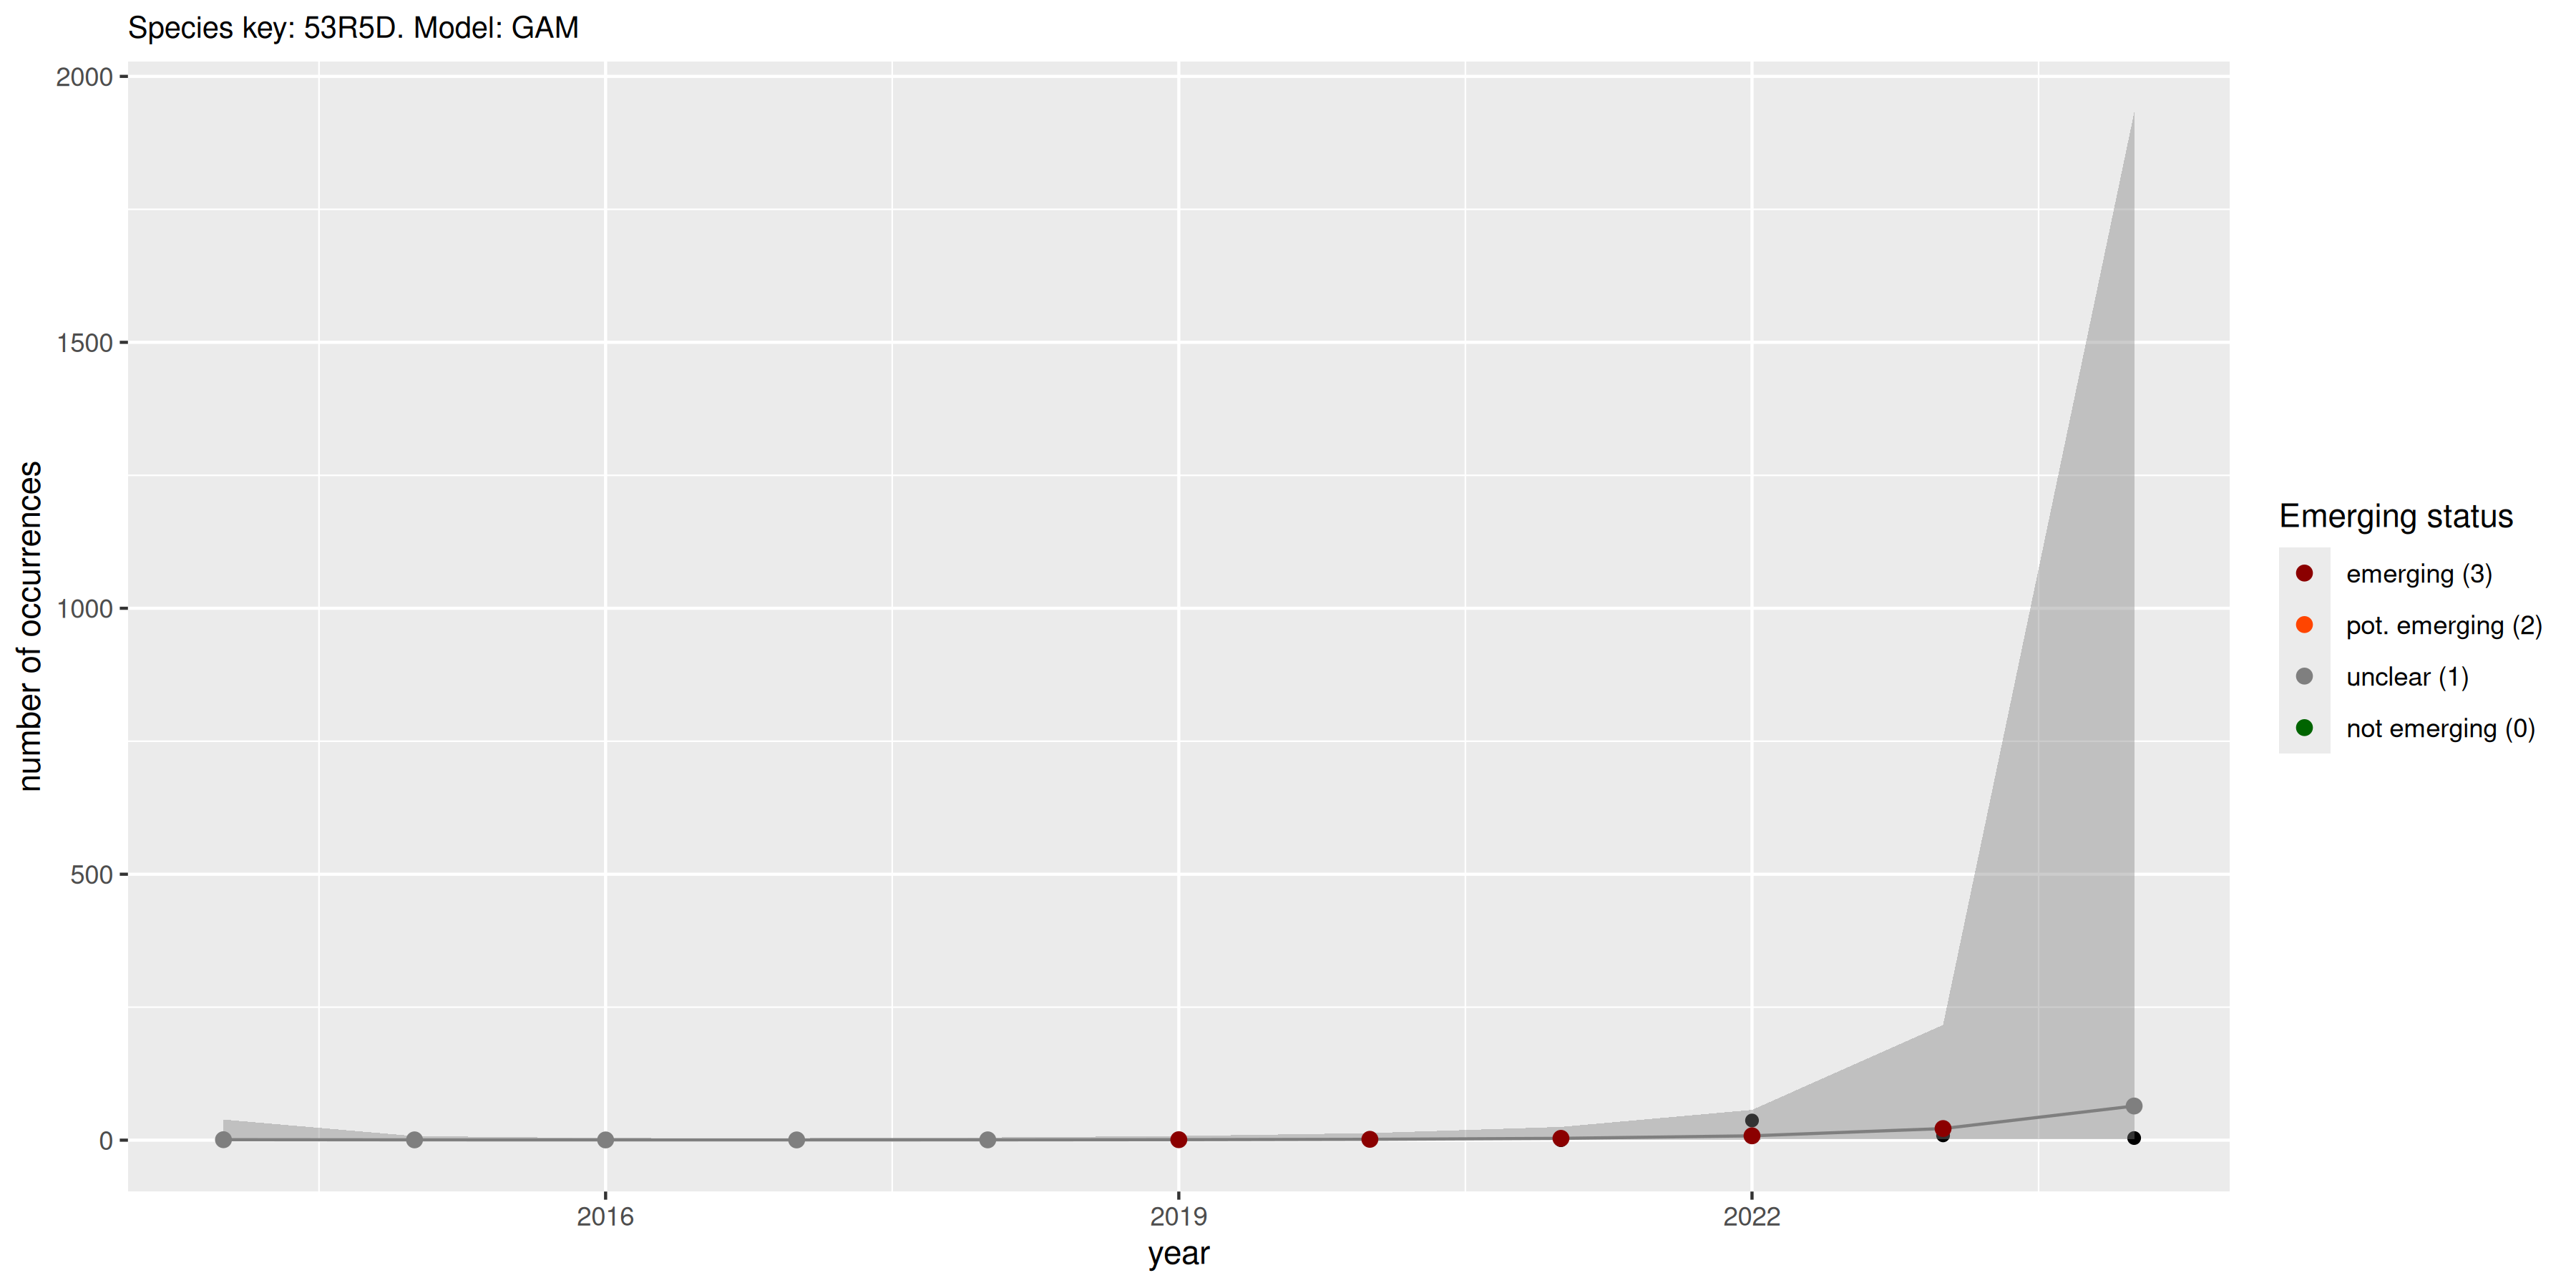 Species key: 53R5D. Model: GAM
2000
1500
1000
500
0
number of occurrences
2016
2019
2022
year
Emerging status
emerging (3)
pot. emerging (2)
unclear (1)
not emerging (0)